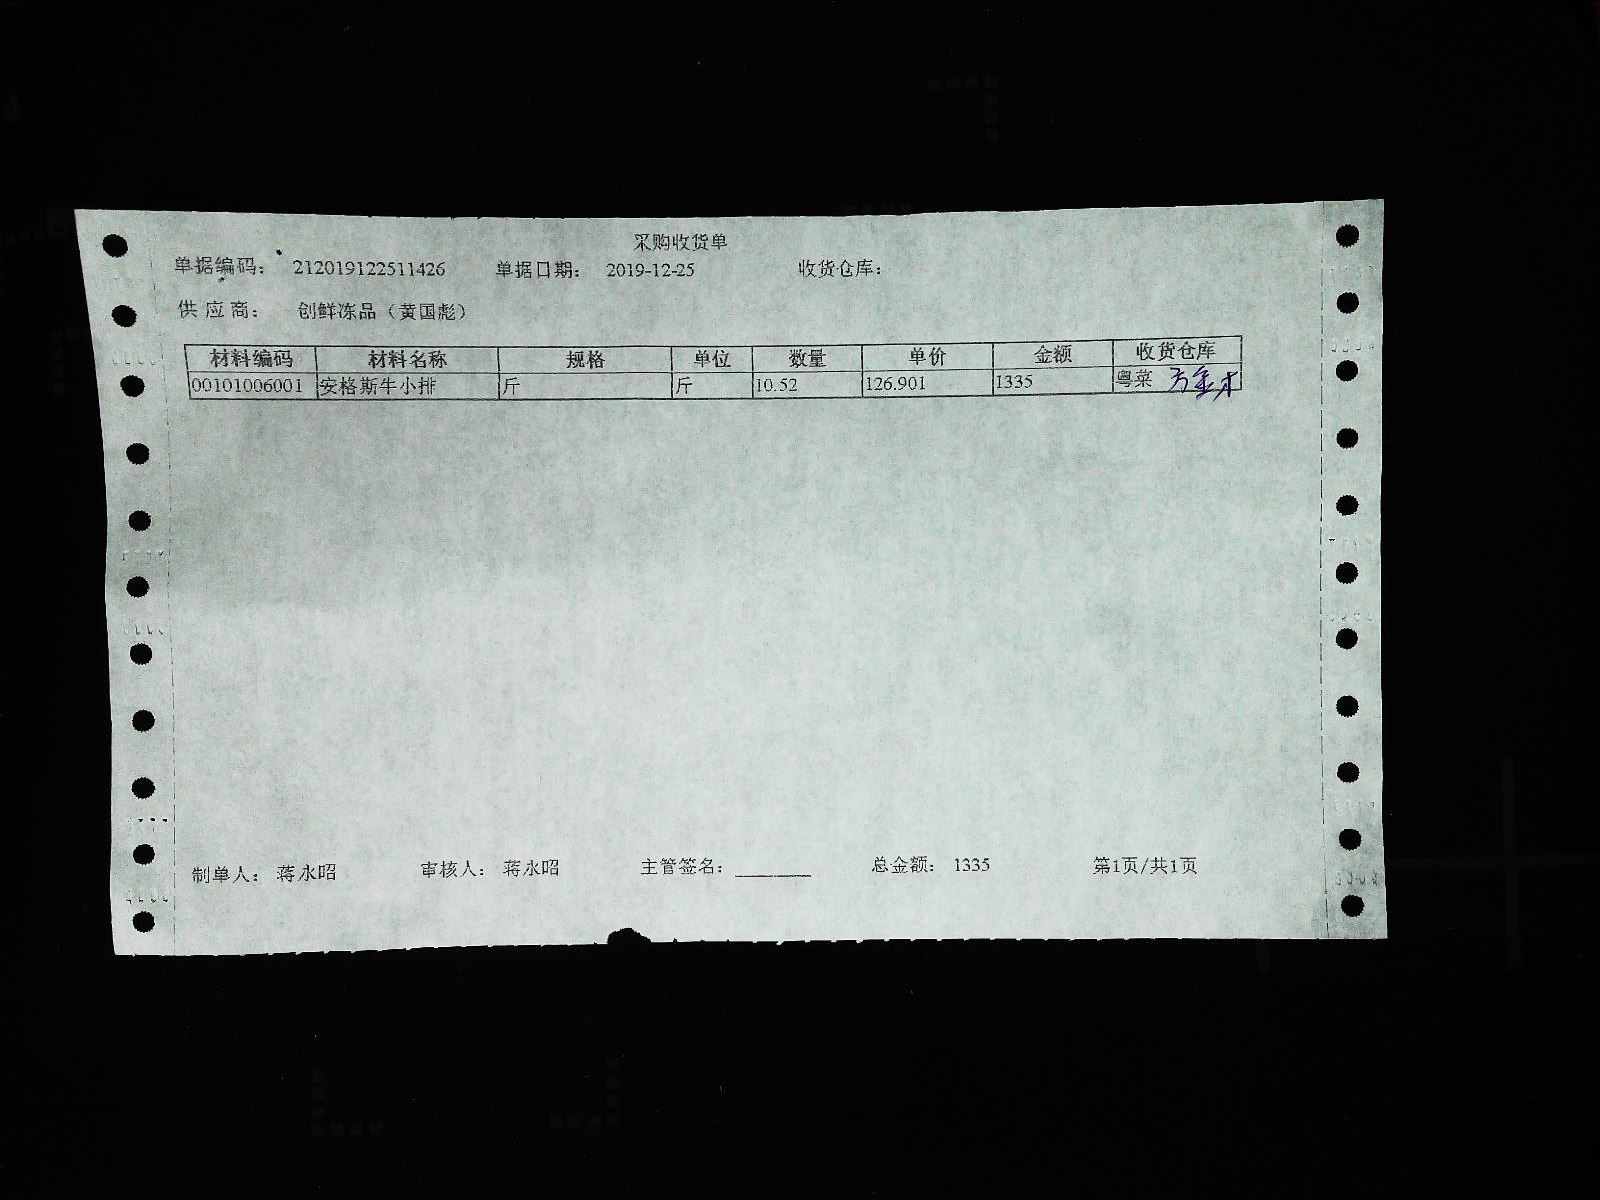 采购收货单
单据编码： 212019122511426 单据日期： 2019-12-25 收货仓库：
供应商： 创鲜冻品（黄国彪）
材料编码 材料名称 规格 单位 数量 单价 金额 收货仓库
00101006001 安格斯牛小排 斤 斤 10.52 126.901 1335 粤菜
制单人： 蒋永昭 审核人： 蒋永昭 主管签名：________ 总金额： 1335 第1页/共1页